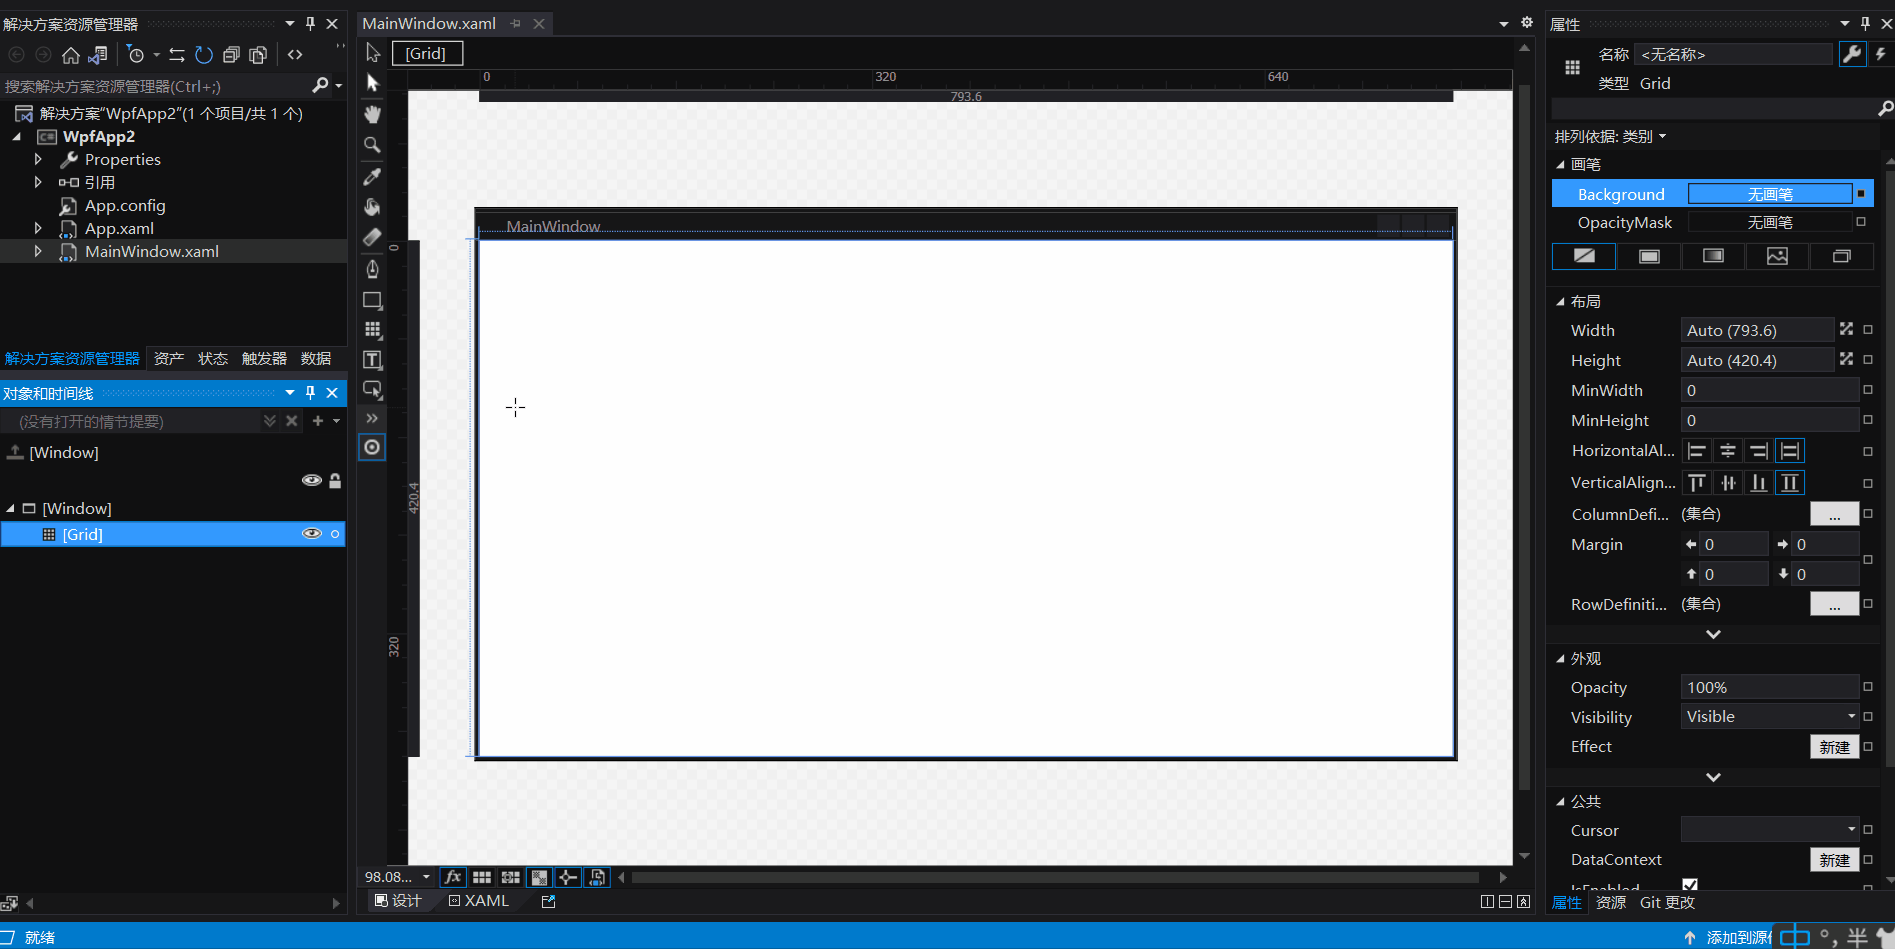 解决方案资源管理器
搜索解决方案资源管理器(Ctrl+;)
解决方案"WpfApp2"(1 个项目/共 1 个)
WpfApp2
Properties
引用
App.config
App.xaml
MainWindow.xaml
解决方案资源管理器 资产 状态 触发器 数据
对象和时间线
(没有打开的情节提要)
[Window]
[Window]
[Grid]
就绪
MainWindow.xaml
[Grid]
0 320 640
793.6
MainWindow
0
420.4
320
98.08...
fx
设计 XAML
属性
名称 <无名称>
类型 Grid
排列依据: 类别
画笔
Background 无画笔
OpacityMask 无画笔
布局
Width Auto (793.6)
Height Auto (420.4)
MinWidth 0
MinHeight 0
HorizontalAl...
VerticalAlign...
ColumnDefi... (集合) ...
Margin 0 0
0 0
RowDefiniti... (集合) ...
外观
Opacity 100%
Visibility Visible
Effect 新建
公共
Cursor
DataContext 新建
IsEnabled
属性 资源 Git 更改
添加到源
中 °, 半